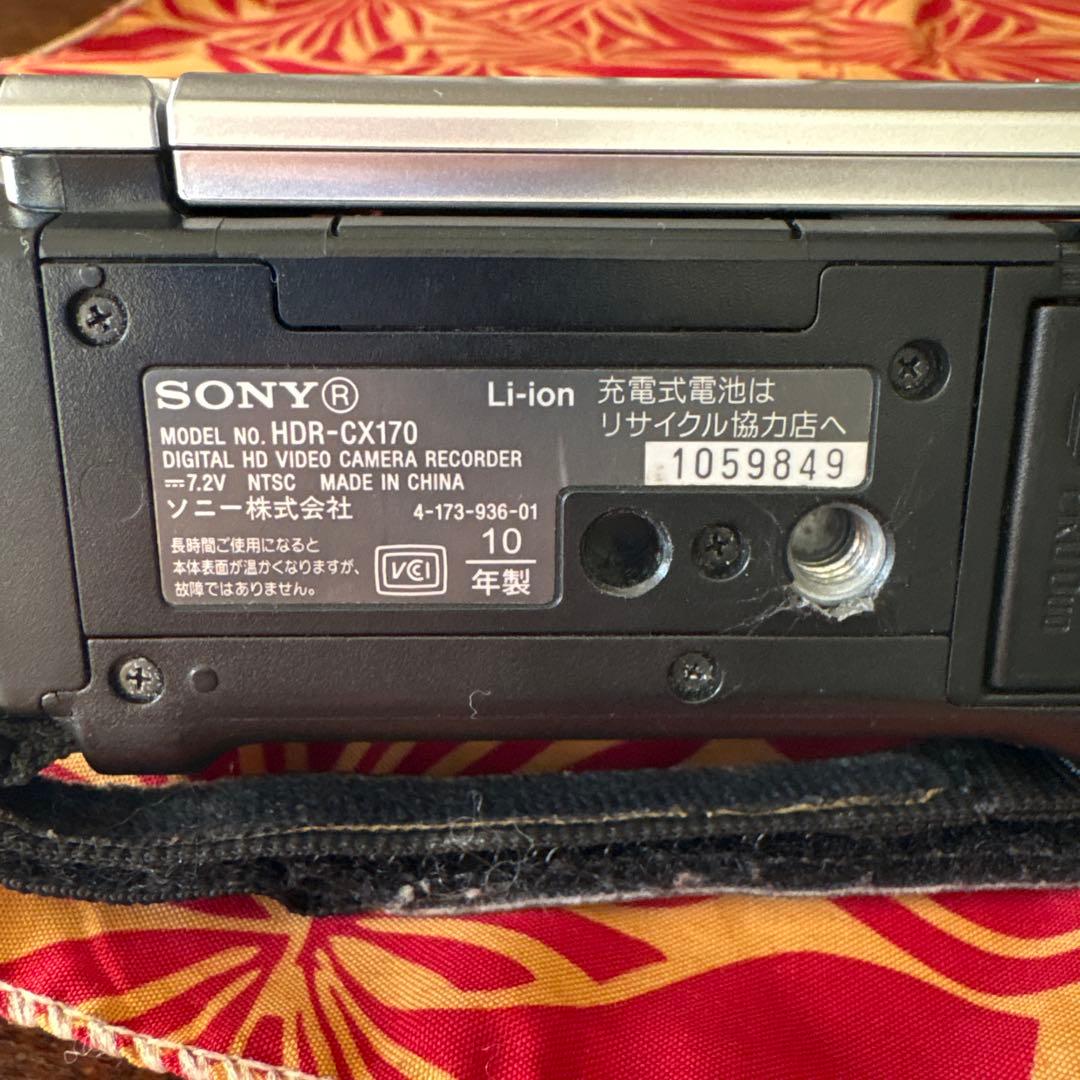 SONY®
Li-ion 充電式電池は
リサイクル協力店へ
MODEL NO. HDR-CX170
1059849
DIGITAL HD VIDEO CAMERA RECORDER
⎓7.2V NTSC MADE IN CHINA
ソニー株式会社 4-173-936-01
長時間ご使用になると
本体表面が温かくなりますが、
故障ではありません。
VCCI
10
年製